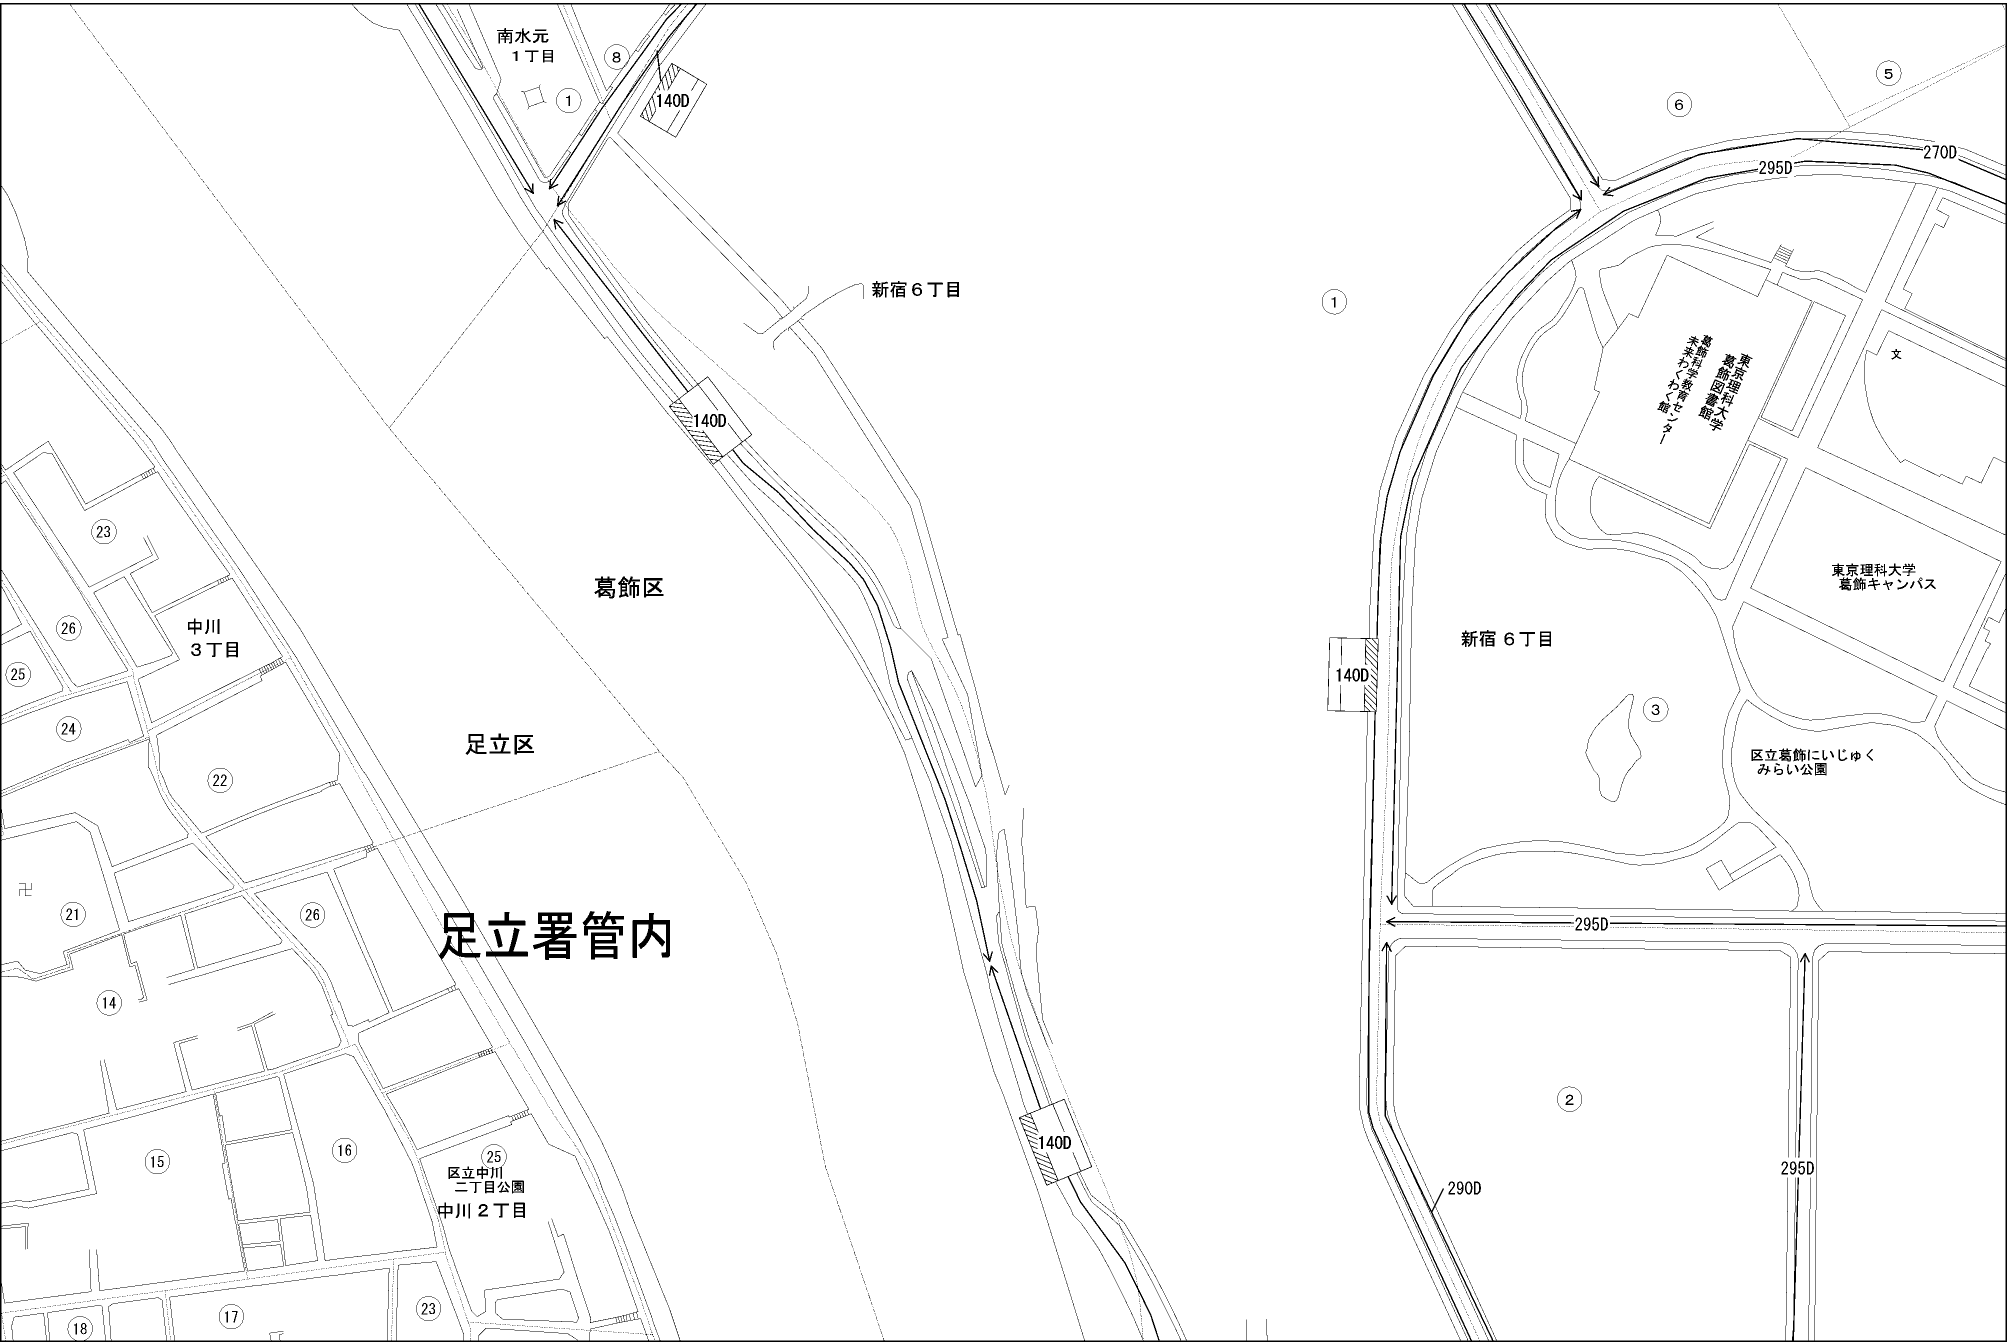 南水元
1丁目
8
1
140D
5
6
270D
295D
新宿6丁目
1
文
東京理科大学
葛飾図書館
葛飾科学教育センター
未来わくわく館
140D
23
東京理科大学
葛飾キャンパス
葛飾区
26
中川
3丁目
新宿6丁目
25
140D
3
24
足立区
区立葛飾にいじゅく
みらい公園
22
卍
21
26
足立署管内
295D
14
2
140D
15
16
25
区立中川
二丁目公園
中川2丁目
295D
290D
17
18
23